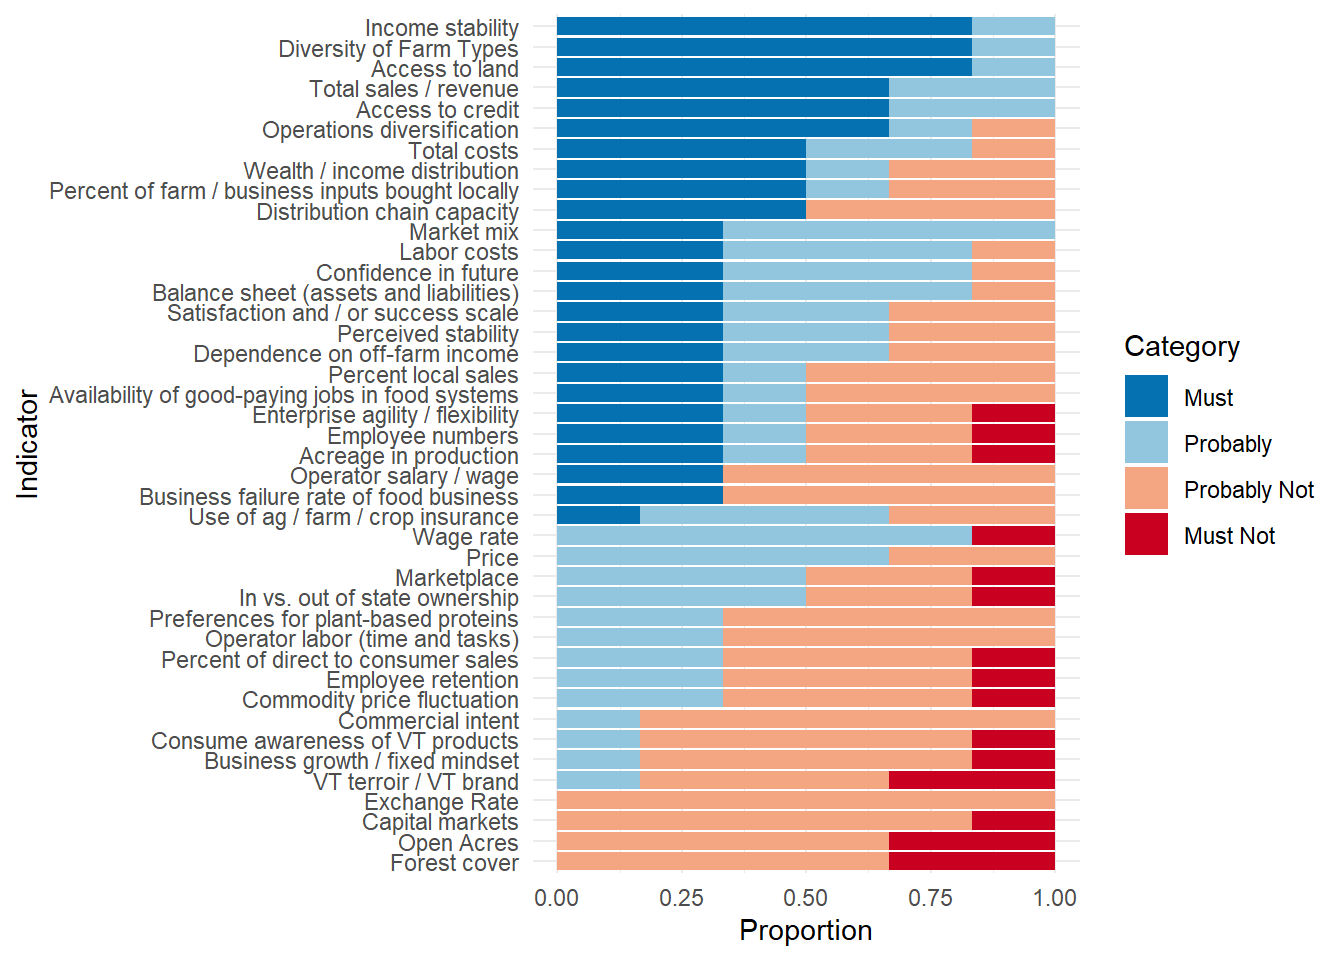 Income stability
Diversity of Farm Types
Access to land
Total sales / revenue
Access to credit
Operations diversification
Total costs
Wealth / income distribution
Percent of farm / business inputs bought locally
Distribution chain capacity
Market mix
Labor costs
Confidence in future
Balance sheet (assets and liabilities)
Satisfaction and / or success scale
Perceived stability
Dependence on off-farm income
Percent local sales
Availability of good-paying jobs in food systems
Enterprise agility / flexibility
Employee numbers
Acreage in production
Operator salary / wage
Business failure rate of food business
Use of ag / farm / crop insurance
Wage rate
Price
Marketplace
In vs. out of state ownership
Preferences for plant-based proteins
Operator labor (time and tasks)
Percent of direct to consumer sales
Employee retention
Commodity price fluctuation
Commercial intent
Consume awareness of VT products
Business growth / fixed mindset
VT terroir / VT brand
Exchange Rate
Capital markets
Open Acres
Forest cover
Indicator
0.00 0.25 0.50 0.75 1.00
Proportion
Category
Must
Probably
Probably Not
Must Not